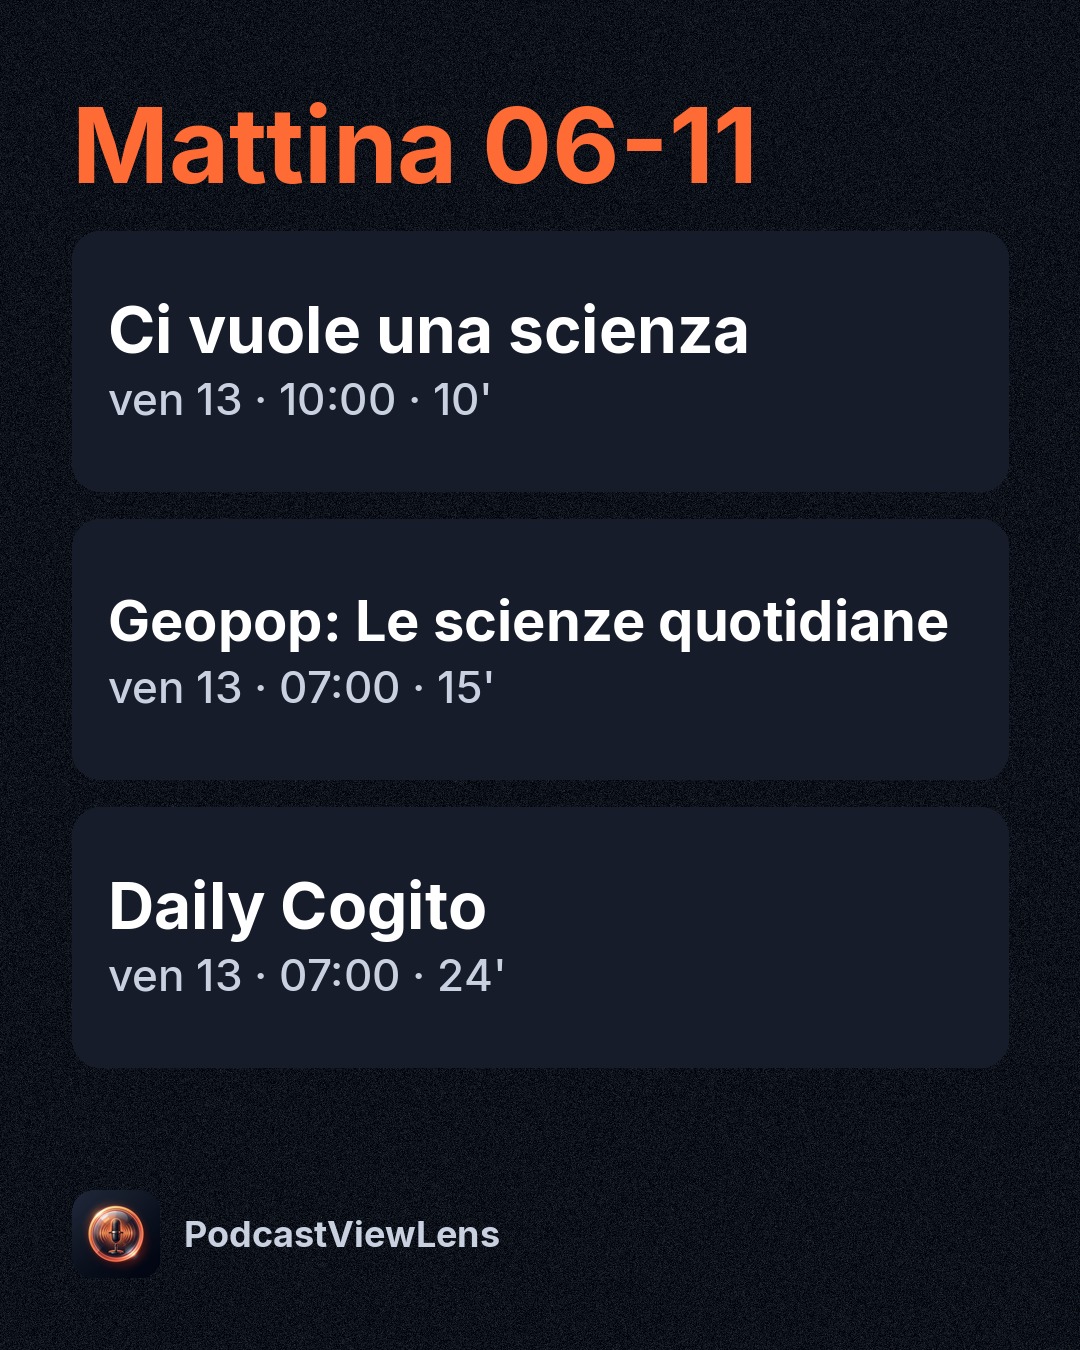 Mattina 06-11
Ci vuole una scienza
ven 13 · 10:00 · 10'
Geopop: Le scienze quotidiane
ven 13 · 07:00 · 15'
Daily Cogito
ven 13 · 07:00 · 24'
PodcastViewLens